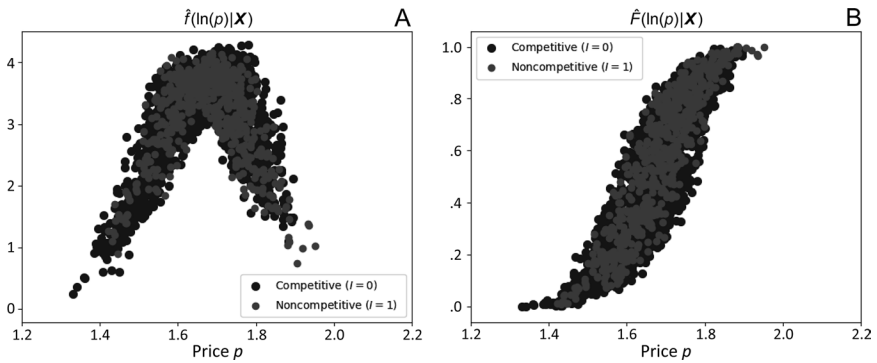 f̂(ln(p)|X)
A
4
3
2
1
0
Competitive (I = 0)
Noncompetitive (I = 1)
1.2 1.4 1.6 1.8 2.0 2.2
Price p
F̂(ln(p)|X)
B
1.0
.8
.6
.4
.2
.0
Competitive (I = 0)
Noncompetitive (I = 1)
1.2 1.4 1.6 1.8 2.0 2.2
Price p